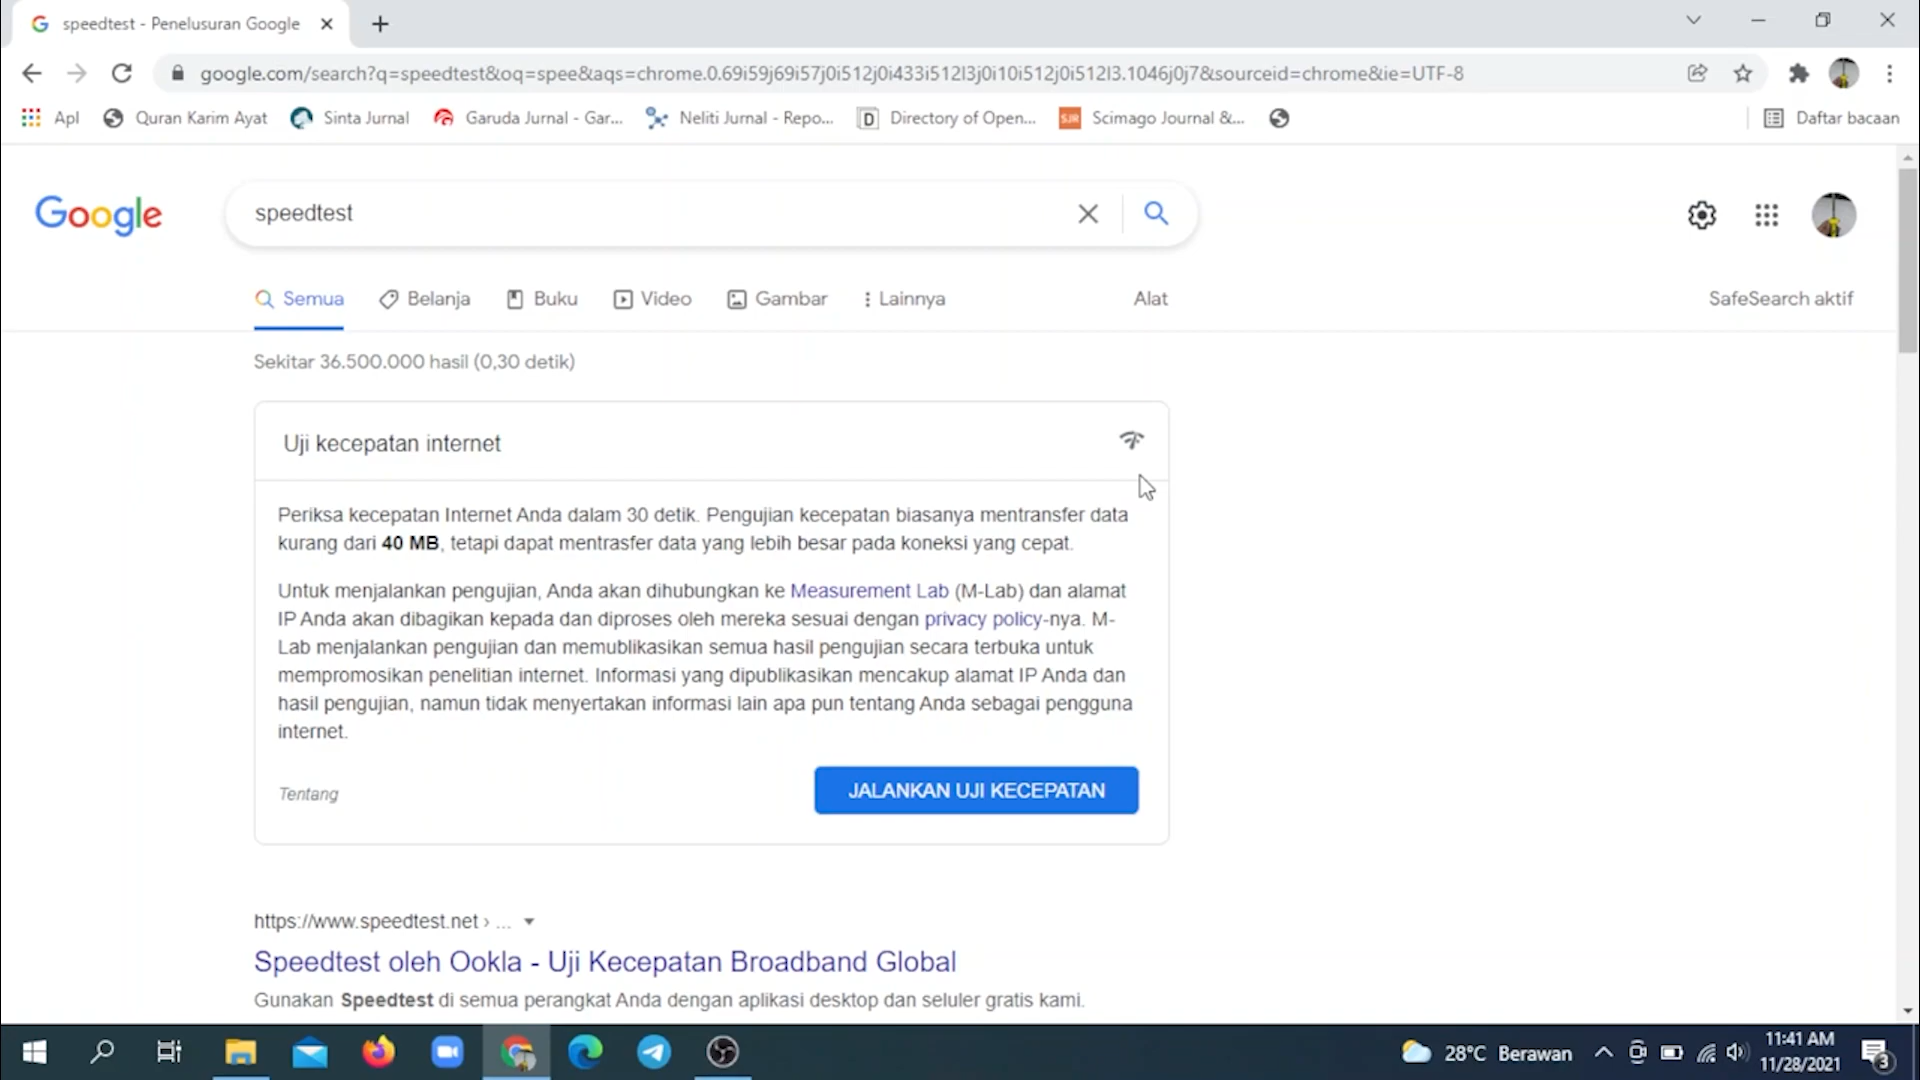 speedtest - Penelusuran Google
google.com/search?q=speedtest&oq=spee&aqs=chrome.0.69i59j69i57j0i512j0i433i512l3j0i10i512j0i512l3.1046j0j7&sourceid=chrome&ie=UTF-8
Apl Quran Karim Ayat Sinta Jurnal Garuda Jurnal - Gar... Neliti Jurnal - Repo... D Directory of Open... SJR Scimago Journal &... Daftar bacaan
Google speedtest
Semua Belanja Buku Video Gambar Lainnya Alat SafeSearch aktif
Sekitar 36.500.000 hasil (0,30 detik)
Uji kecepatan internet
Periksa kecepatan Internet Anda dalam 30 detik. Pengujian kecepatan biasanya mentransfer data
kurang dari 40 MB, tetapi dapat mentrasfer data yang lebih besar pada koneksi yang cepat.
Untuk menjalankan pengujian, Anda akan dihubungkan ke Measurement Lab (M-Lab) dan alamat
IP Anda akan dibagikan kepada dan diproses oleh mereka sesuai dengan privacy policy-nya. M-
Lab menjalankan pengujian dan memublikasikan semua hasil pengujian secara terbuka untuk
mempromosikan penelitian internet. Informasi yang dipublikasikan mencakup alamat IP Anda dan
hasil pengujian, namun tidak menyertakan informasi lain apa pun tentang Anda sebagai pengguna
internet.
Tentang JALANKAN UJI KECEPATAN
https://www.speedtest.net › ...
Speedtest oleh Ookla - Uji Kecepatan Broadband Global
Gunakan Speedtest di semua perangkat Anda dengan aplikasi desktop dan seluler gratis kami.
28°C Berawan
11:41 AM
11/28/2021
3